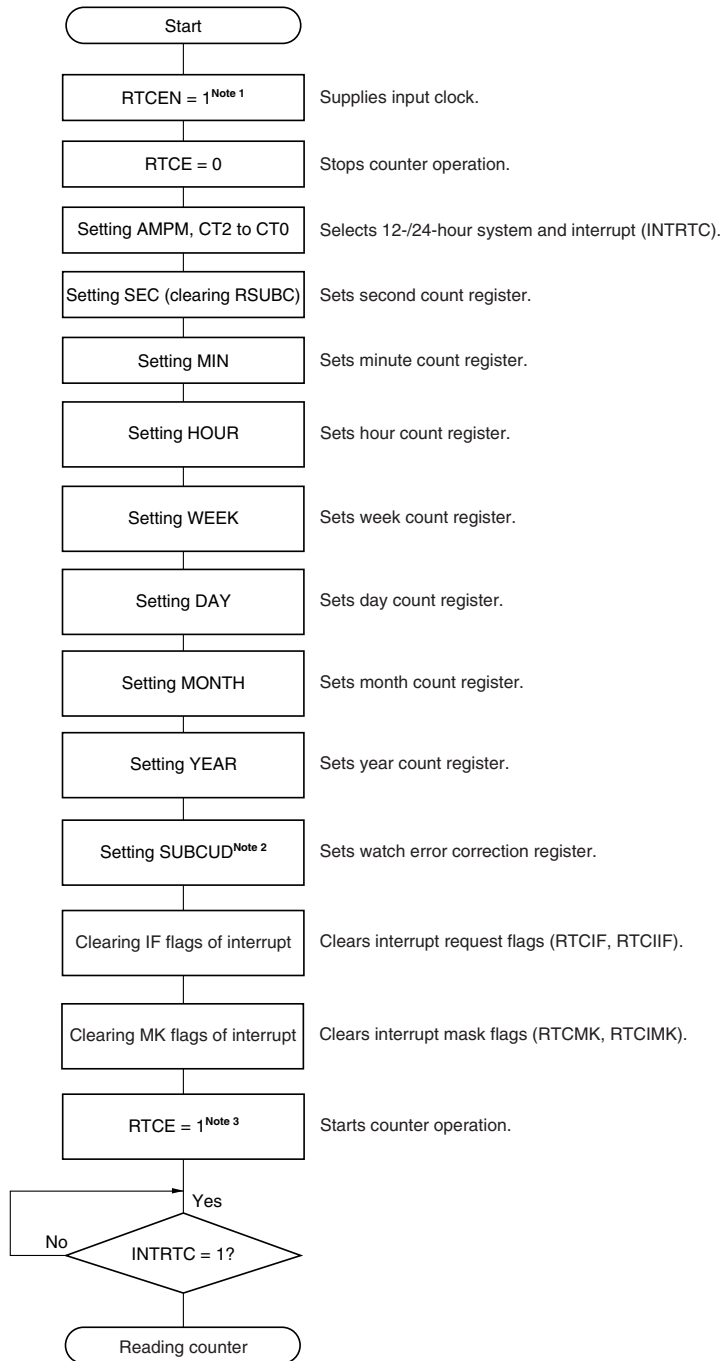 Start
RTCEN = 1Note 1
Supplies input clock.
RTCE = 0
Stops counter operation.
Setting AMPM, CT2 to CT0
Selects 12-/24-hour system and interrupt (INTRTC).
Setting SEC (clearing RSUBC)
Sets second count register.
Setting MIN
Sets minute count register.
Setting HOUR
Sets hour count register.
Setting WEEK
Sets week count register.
Setting DAY
Sets day count register.
Setting MONTH
Sets month count register.
Setting YEAR
Sets year count register.
Setting SUBCUDNote 2
Sets watch error correction register.
Clearing IF flags of interrupt
Clears interrupt request flags (RTCIF, RTCIIF).
Clearing MK flags of interrupt
Clears interrupt mask flags (RTCMK, RTCIMK).
RTCE = 1Note 3
Starts counter operation.
Yes
No
INTRTC = 1?
Reading counter